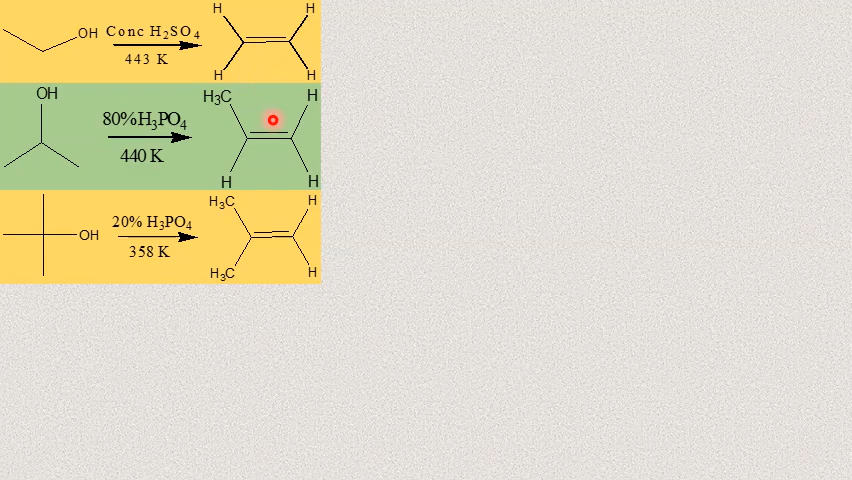 H H
OH Conc H2SO4
443 K
H H
OH
H3C H
80%H3PO4
440 K
H H
H3C H
20% H3PO4
OH
358 K
H3C H